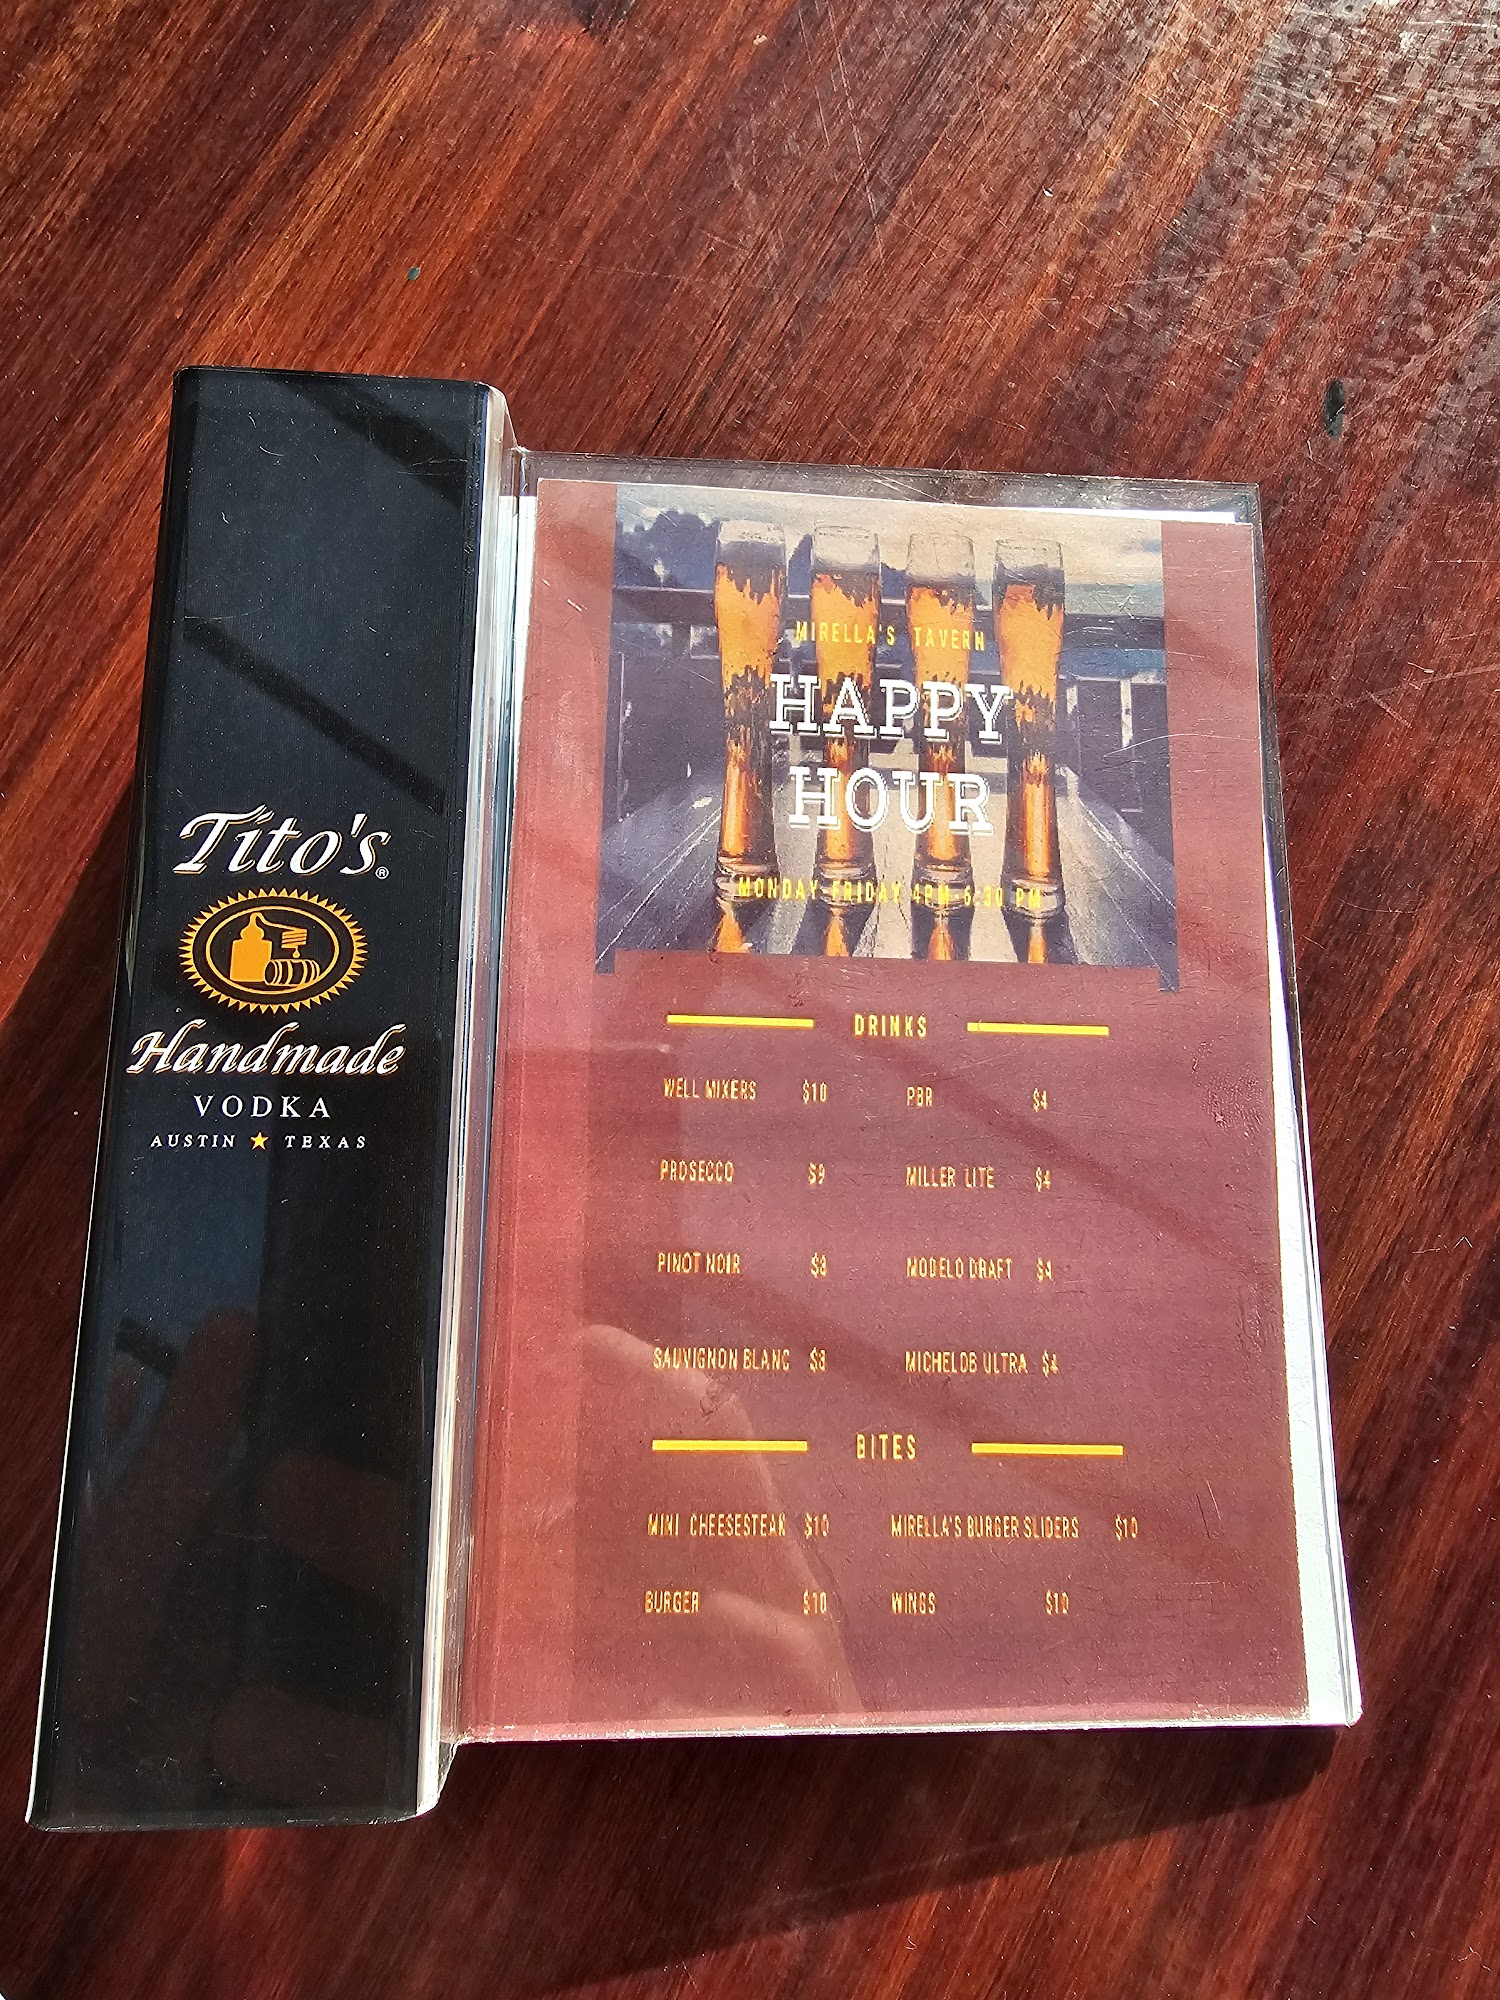 Tito's®
Handmade
VODKA
AUSTIN ★ TEXAS
MIRELLA'S TAVERN
HAPPY
HOUR
MONDAY-FRIDAY 4PM-6:30 PM
DRINKS
WELL MIXERS $10 PBR $4
PROSECCO $9 MILLER LITE $4
PINOT NOIR $8 MODELO DRAFT $4
SAUVIGNON BLANC $8 MICHELOB ULTRA $4
BITES
MINI CHEESESTEAK $10 MIRELLA'S BURGER SLIDERS $10
BURGER $10 WINGS $10